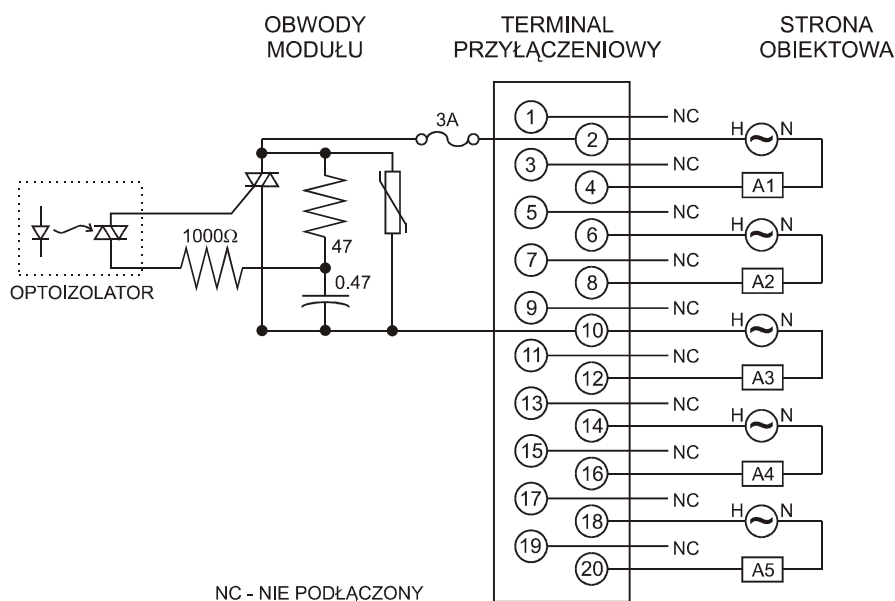 OBWODY MODUŁU
TERMINAL PRZYŁĄCZENIOWY
STRONA OBIEKTOWA
1
NC
3A
2
H
N
3
NC
4
A1
5
NC
6
H
N
1000Ω
47
7
NC
0.47
8
A2
OPTOIZOLATOR
9
NC
10
H
N
11
NC
12
A3
13
NC
14
H
N
15
NC
16
A4
17
NC
18
H
N
19
NC
20
A5
NC - NIE PODŁĄCZONY